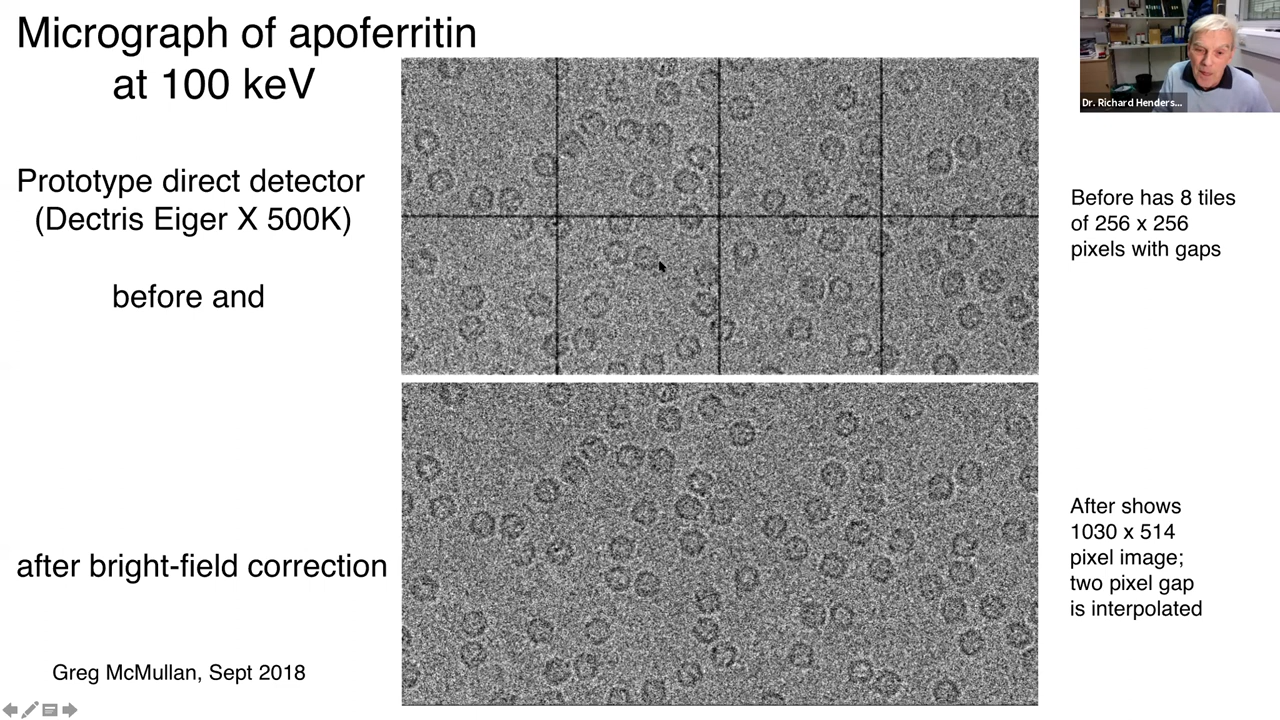 Micrograph of apoferritin
at 100 keV
Prototype direct detector
(Dectris Eiger X 500K)
before and
after bright-field correction
Greg McMullan, Sept 2018
Dr. Richard Henders...
Before has 8 tiles
of 256 x 256
pixels with gaps
After shows
1030 x 514
pixel image;
two pixel gap
is interpolated